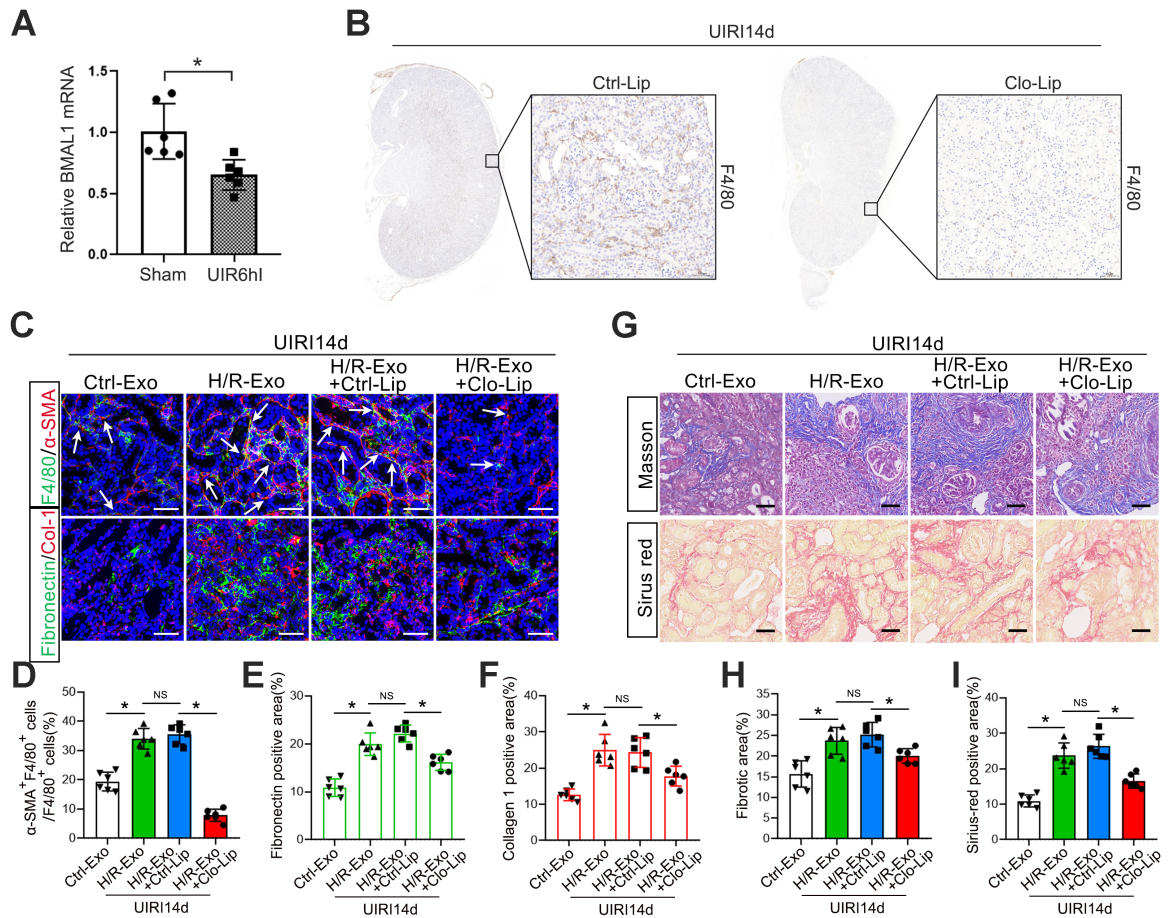 A
Relative BMAL1 mRNA
1.5
1.0
0.5
0.0
*
Sham
UIR6hI
B
UIRI14d
Ctrl-Lip
F4/80
Clo-Lip
F4/80
C
UIRI14d
Ctrl-Exo
H/R-Exo
H/R-Exo
+Ctrl-Lip
H/R-Exo
+Clo-Lip
F4/80/α-SMA
Fibronectin/Col-1
G
UIRI14d
Ctrl-Exo
H/R-Exo
H/R-Exo
+Ctrl-Lip
H/R-Exo
+Clo-Lip
Masson
Sirus red
D
α-SMA⁺F4/80⁺ cells
/F4/80⁺ cells(%)
50
40
30
20
10
0
*
NS
*
Ctrl-Exo
H/R-Exo
H/R-Exo
+Ctrl-Lip
H/R-Exo
+Clo-Lip
UIRI14d
E
Fibronectin positive area(%)
30
20
10
0
*
NS
*
Ctrl-Exo
H/R-Exo
H/R-Exo
+Ctrl-Lip
H/R-Exo
+Clo-Lip
UIRI14d
F
Collagen 1 positive area(%)
40
30
20
10
0
*
NS
*
Ctrl-Exo
H/R-Exo
H/R-Exo
+Ctrl-Lip
H/R-Exo
+Clo-Lip
UIRI14d
H
Fibrotic area(%)
35
30
25
20
15
10
5
0
*
NS
*
Ctrl-Exo
H/R-Exo
H/R-Exo
+Ctrl-Lip
H/R-Exo
+Clo-Lip
UIRI14d
I
Sirius-red positive area(%)
40
30
20
10
0
*
NS
*
Ctrl-Exo
H/R-Exo
H/R-Exo
+Ctrl-Lip
H/R-Exo
+Clo-Lip
UIRI14d